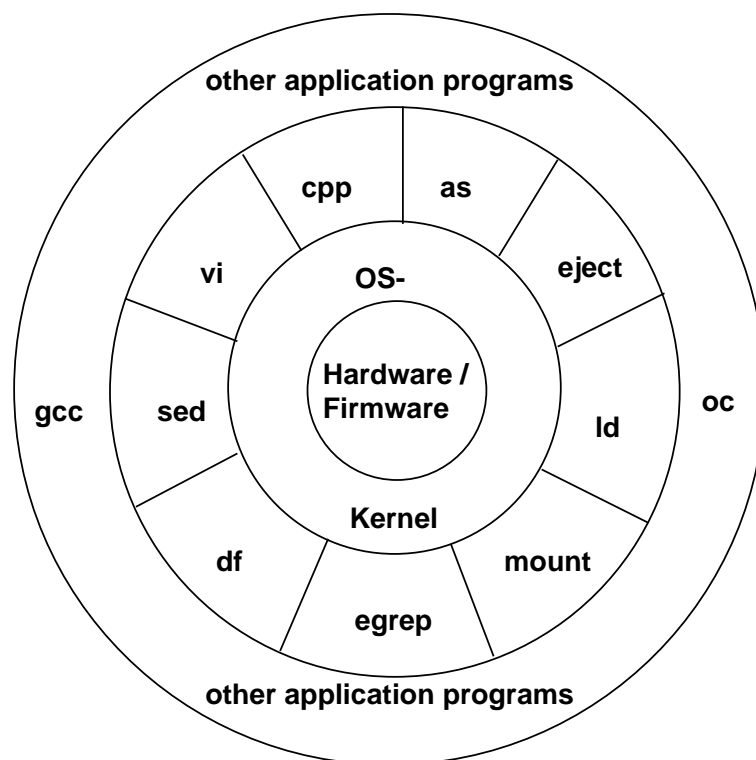 other application programs
cpp
as
vi
eject
OS-
Hardware /
Firmware
gcc
sed
oc
ld
Kernel
df
mount
egrep
other application programs